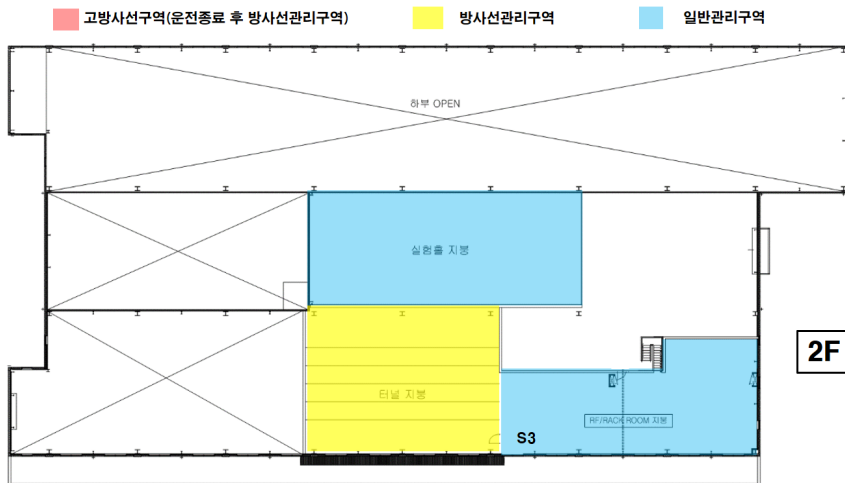 고방사선구역(운전종료 후 방사선관리구역) 방사선관리구역 일반관리구역
하부 OPEN
실험홀 지붕
2F
터널 지붕
RF/RACK ROOM 지붕
S3